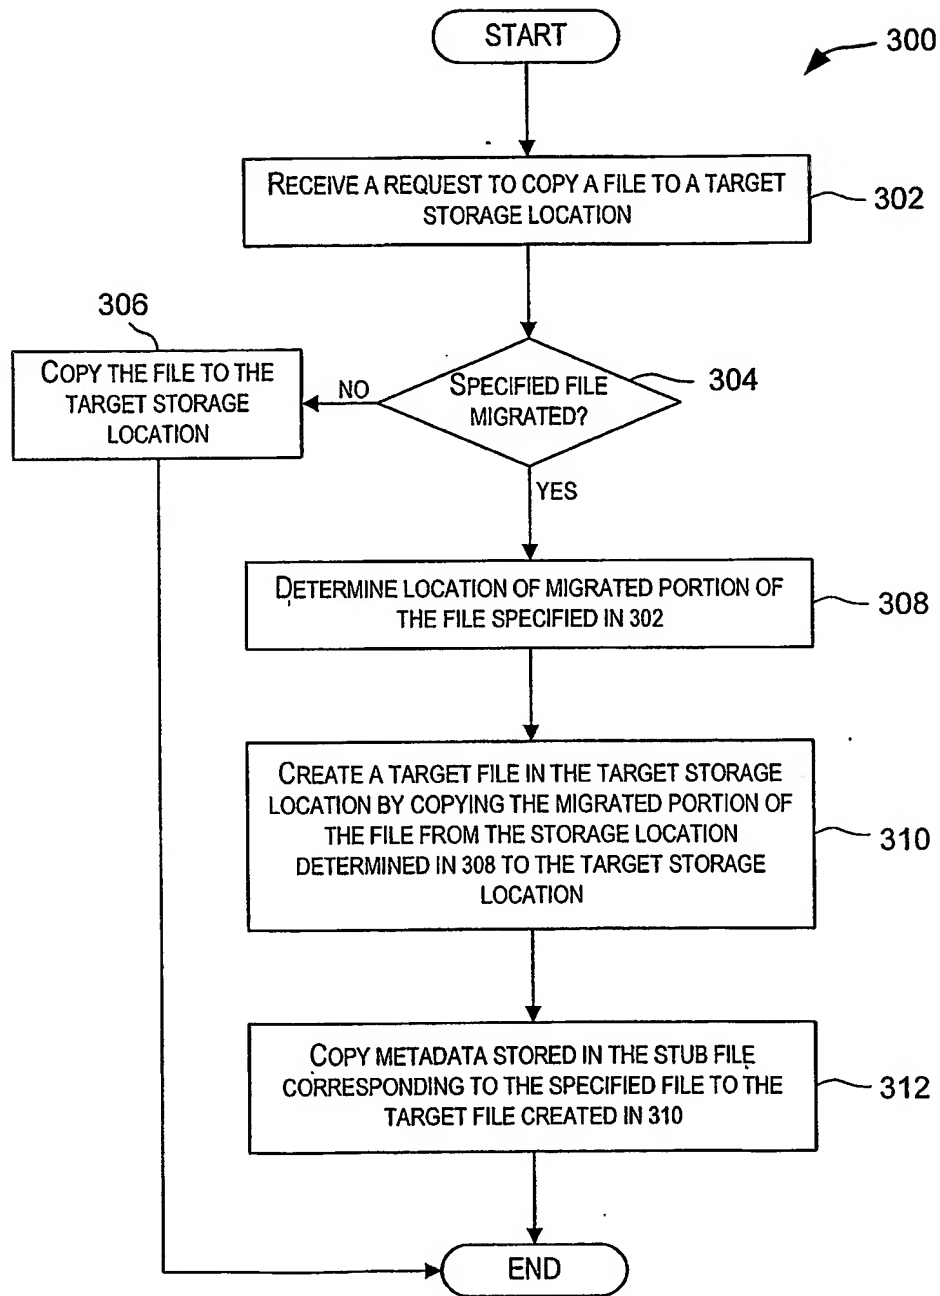 START
300
RECEIVE A REQUEST TO COPY A FILE TO A TARGET
STORAGE LOCATION
302
306
COPY THE FILE TO THE
TARGET STORAGE
LOCATION
NO
SPECIFIED FILE
MIGRATED?
304
YES
DETERMINE LOCATION OF MIGRATED PORTION OF
THE FILE SPECIFIED IN 302
308
CREATE A TARGET FILE IN THE TARGET STORAGE
LOCATION BY COPYING THE MIGRATED PORTION OF
THE FILE FROM THE STORAGE LOCATION
DETERMINED IN 308 TO THE TARGET STORAGE
LOCATION
310
COPY METADATA STORED IN THE STUB FILE
CORRESPONDING TO THE SPECIFIED FILE TO THE
TARGET FILE CREATED IN 310
312
END